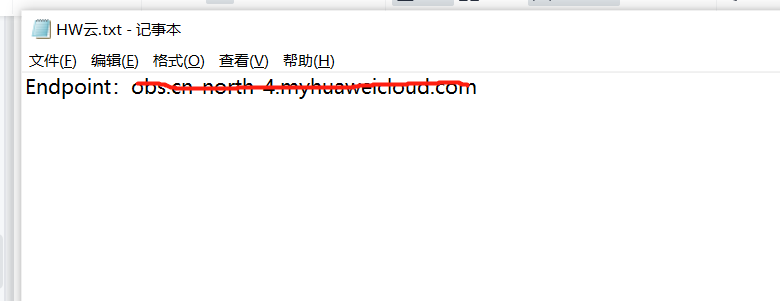 HW云.txt - 记事本
文件(F) 编辑(E) 格式(O) 查看(V) 帮助(H)
Endpoint：obs.cn-north-4.myhuaweicloud.com